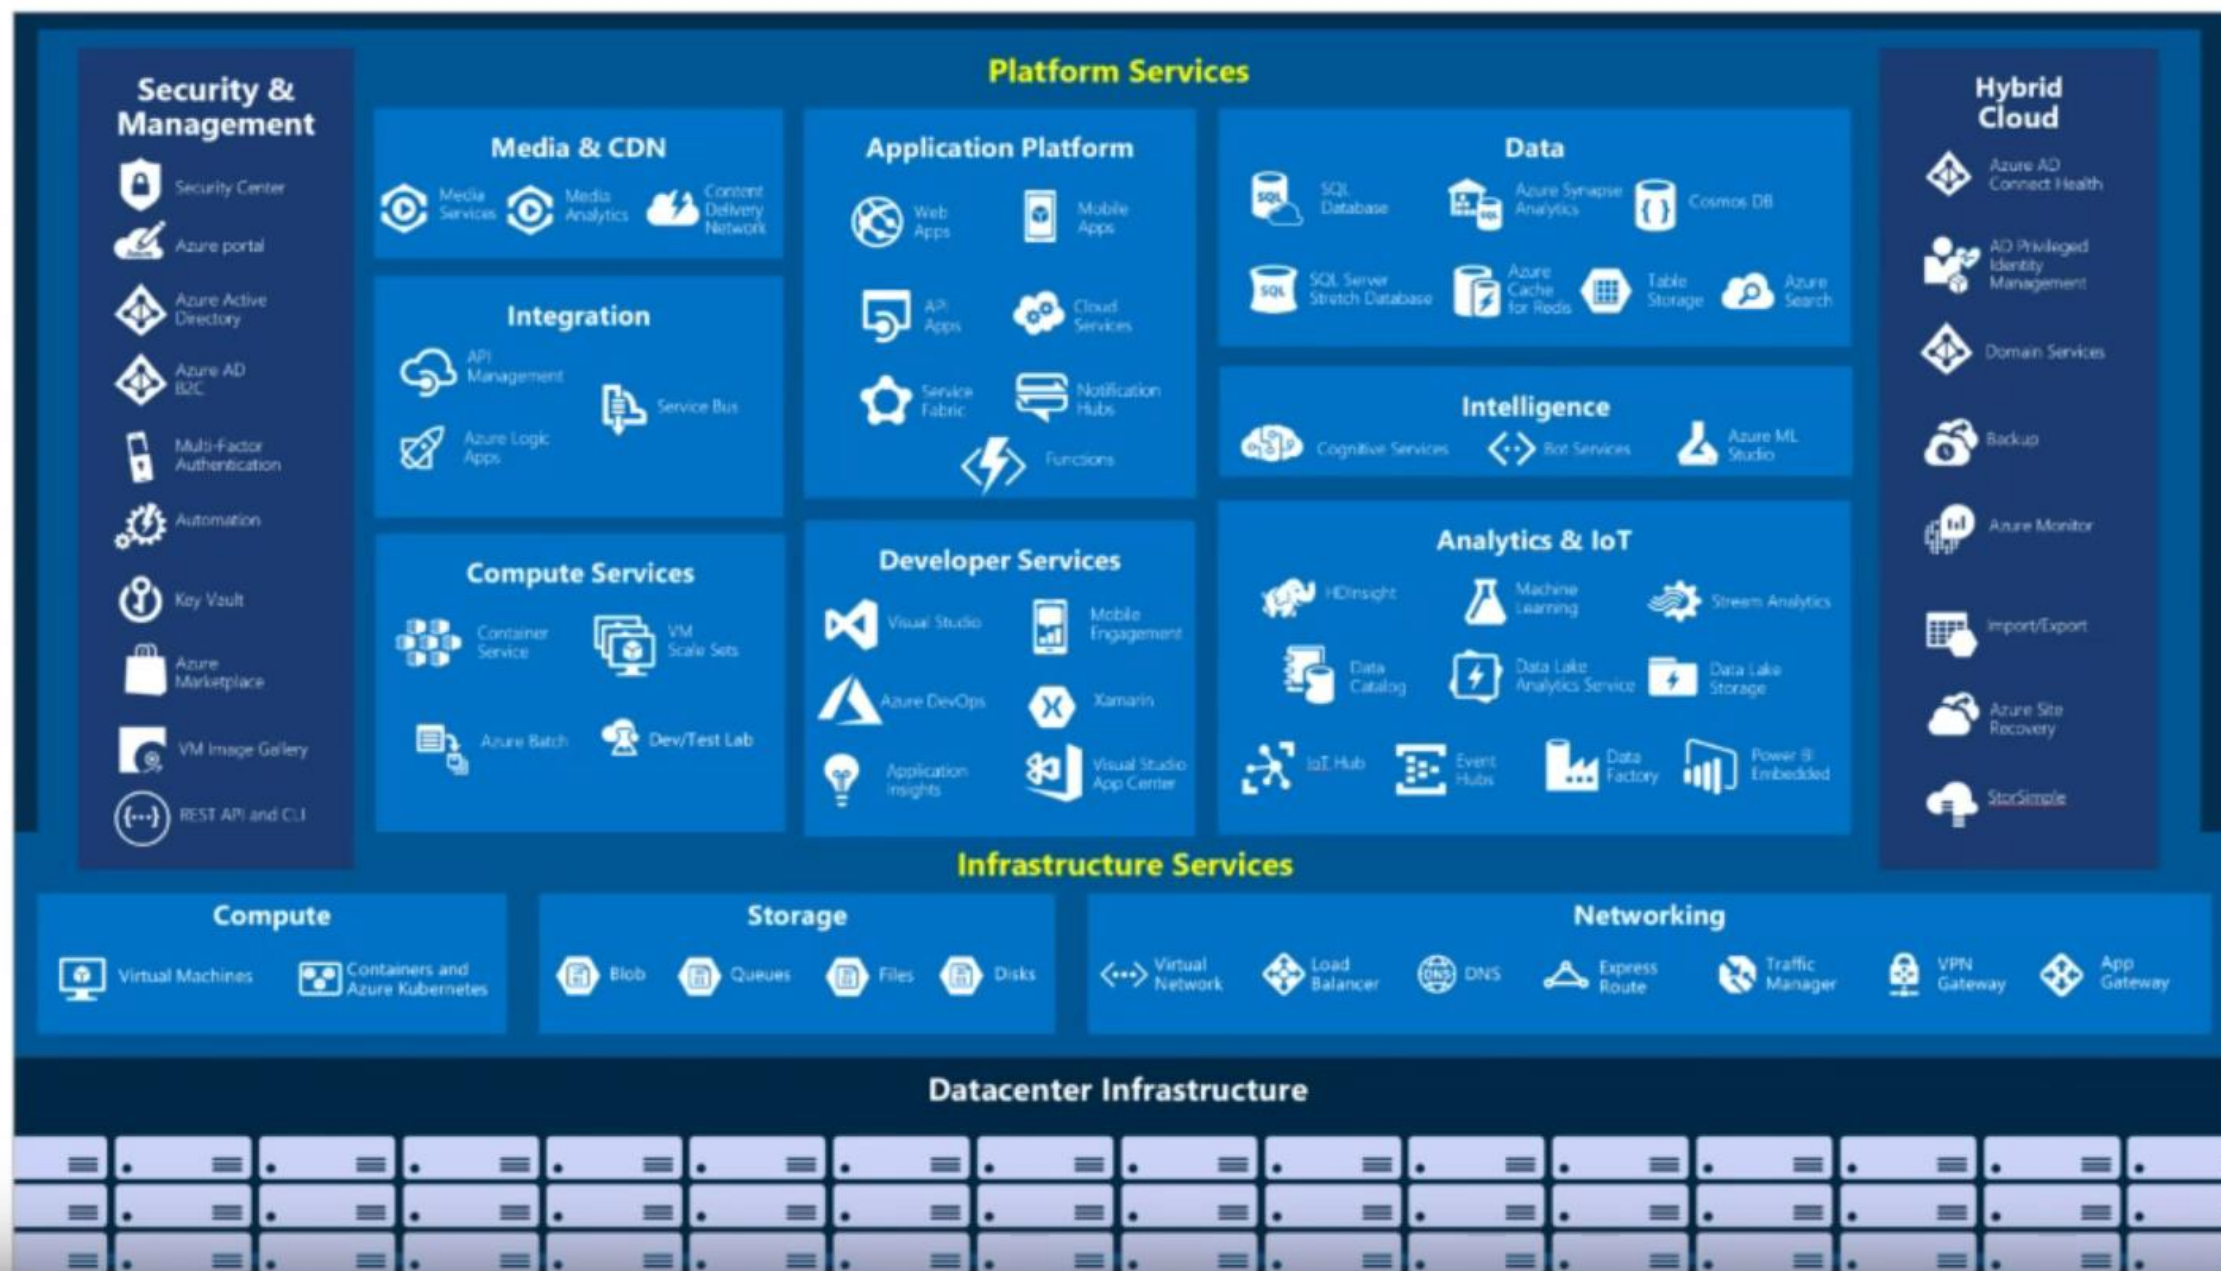 Platform Services
Security &
Management
Security Center
Azure portal
Azure Active
Directory
Azure AD
B2C
Multi-Factor
Authentication
Automation
Key Vault
Azure
Marketplace
VM Image Gallery
{···}
REST API and CLI
Media & CDN
Media
Services
Media
Analytics
Content
Delivery
Network
Integration
API
Management
Service Bus
Azure Logic
Apps
Compute Services
Container
Service
VM
Scale Sets
Azure Batch
Dev/Test Lab
Application Platform
Web
Apps
Mobile
Apps
API
Apps
Cloud
Services
Service
Fabric
Notification
Hubs
Functions
Developer Services
Visual Studio
Mobile
Engagement
Azure DevOps
Xamarin
Application
Insights
Visual Studio
App Center
Data
SQL
SQL
Database
SQL
Azure Synapse
Analytics
{ }
Cosmos DB
SQL
SQL Server
Stretch Database
Azure
Cache
for Redis
Table
Storage
Azure
Search
Intelligence
Cognitive Services
Bot Services
Azure ML
Studio
Analytics & IoT
HDInsight
Machine
Learning
Stream Analytics
Data
Catalog
Data Lake
Analytics Service
Data Lake
Storage
IoT Hub
Event
Hubs
Data
Factory
Power BI
Embedded
Hybrid
Cloud
Azure AD
Connect Health
AD Privileged
Identity
Management
Domain Services
Backup
Azure Monitor
Import/Export
Azure Site
Recovery
StorSimple
Infrastructure Services
Compute
Virtual Machines
Containers and
Azure Kubernetes
Storage
Blob
Queues
Files
Disks
Networking
Virtual
Network
Load
Balancer
DNS
DNS
Express
Route
Traffic
Manager
VPN
Gateway
App
Gateway
Datacenter Infrastructure